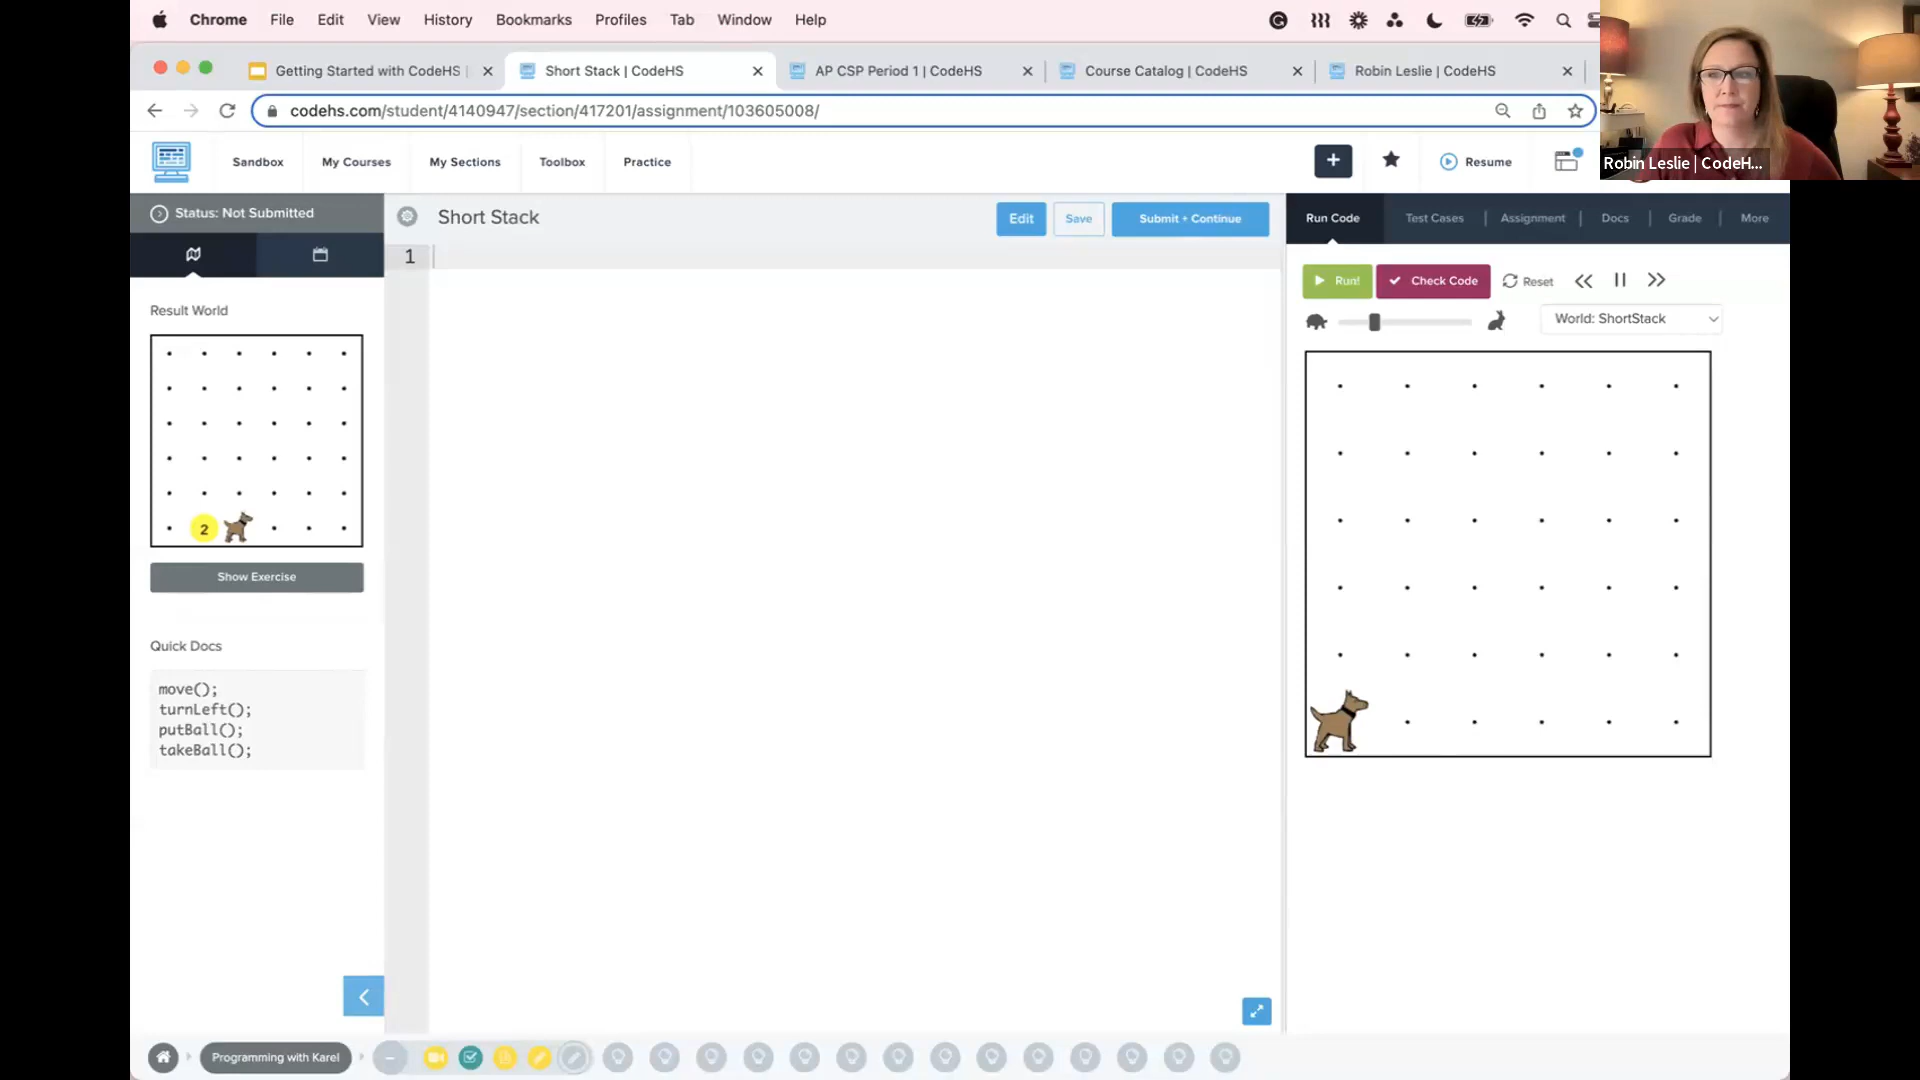 Chrome File Edit View History Bookmarks Profiles Tab Window Help
Getting Started with CodeHS |
Short Stack | CodeHS
AP CSP Period 1 | CodeHS
Course Catalog | CodeHS
Robin Leslie | CodeHS
codehs.com/student/4140947/section/417201/assignment/103605008/
Robin Leslie | CodeH...
Sandbox My Courses My Sections Toolbox Practice
+ Resume
Status: Not Submitted
Short Stack
Edit Save Submit + Continue
Run Code Test Cases | Assignment | Docs | Grade | More
1
Run! Check Code Reset
World: ShortStack
Result World
2
Show Exercise
Quick Docs
move();
turnLeft();
putBall();
takeBall();
Programming with Karel